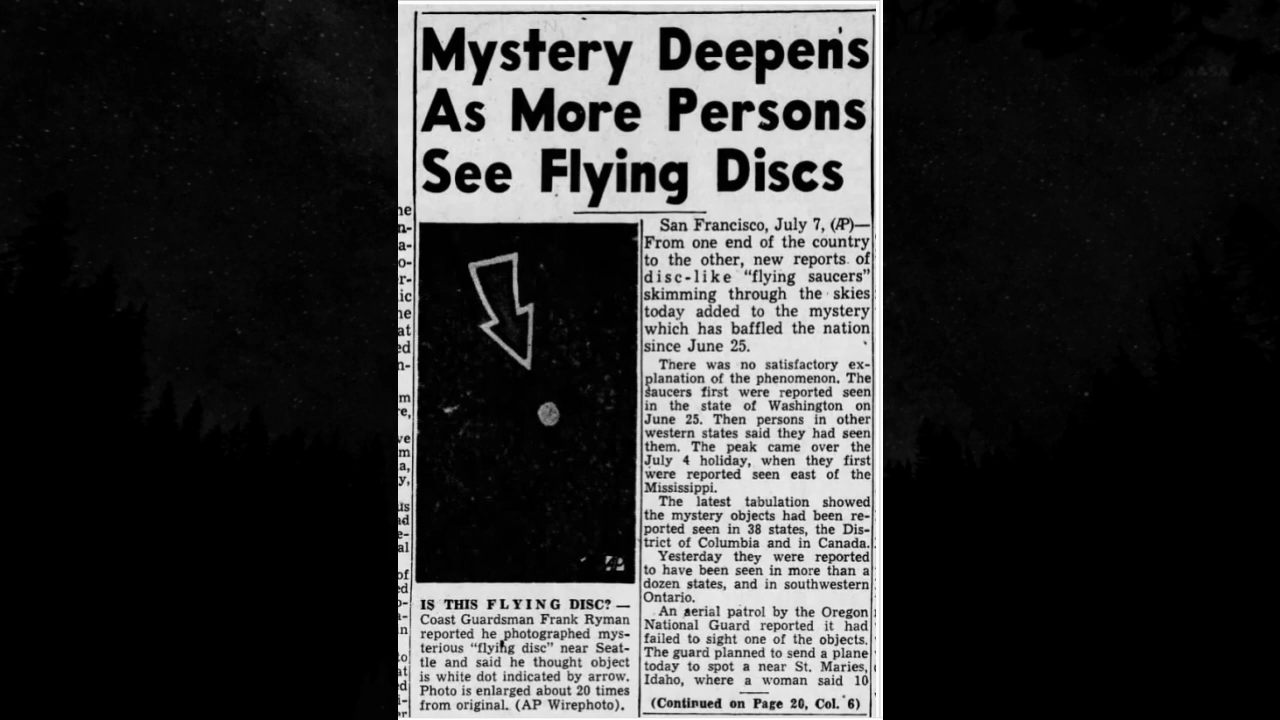 Mystery Deepens
As More Persons
See Flying Discs
IS THIS FLYING DISC? —
Coast Guardsman Frank Ryman
reported he photographed mys-
terious "flying disc" near Seat-
tle and said he thought object
is white dot indicated by arrow.
Photo is enlarged about 20 times
from original. (AP Wirephoto).
San Francisco, July 7, (AP)—
From one end of the country
to the other, new reports of
disc-like "flying saucers"
skimming through the skies
today added to the mystery
which has baffled the nation
since June 25.
There was no satisfactory ex-
planation of the phenomenon. The
saucers first were reported seen
in the state of Washington on
June 25. Then persons in other
western states said they had seen
them. The peak came over the
July 4 holiday, when they first
were reported seen east of the
Mississippi.
The latest tabulation showed
the mystery objects had been re-
ported seen in 38 states, the Dis-
trict of Columbia and in Canada.
Yesterday they were reported
to have been seen in more than a
dozen states, and in southwestern
Ontario.
An aerial patrol by the Oregon
National Guard reported it had
failed to sight one of the objects.
The guard planned to send a plane
today to spot a near St. Maries,
Idaho, where a woman said 10
(Continued on Page 20, Col. 6)